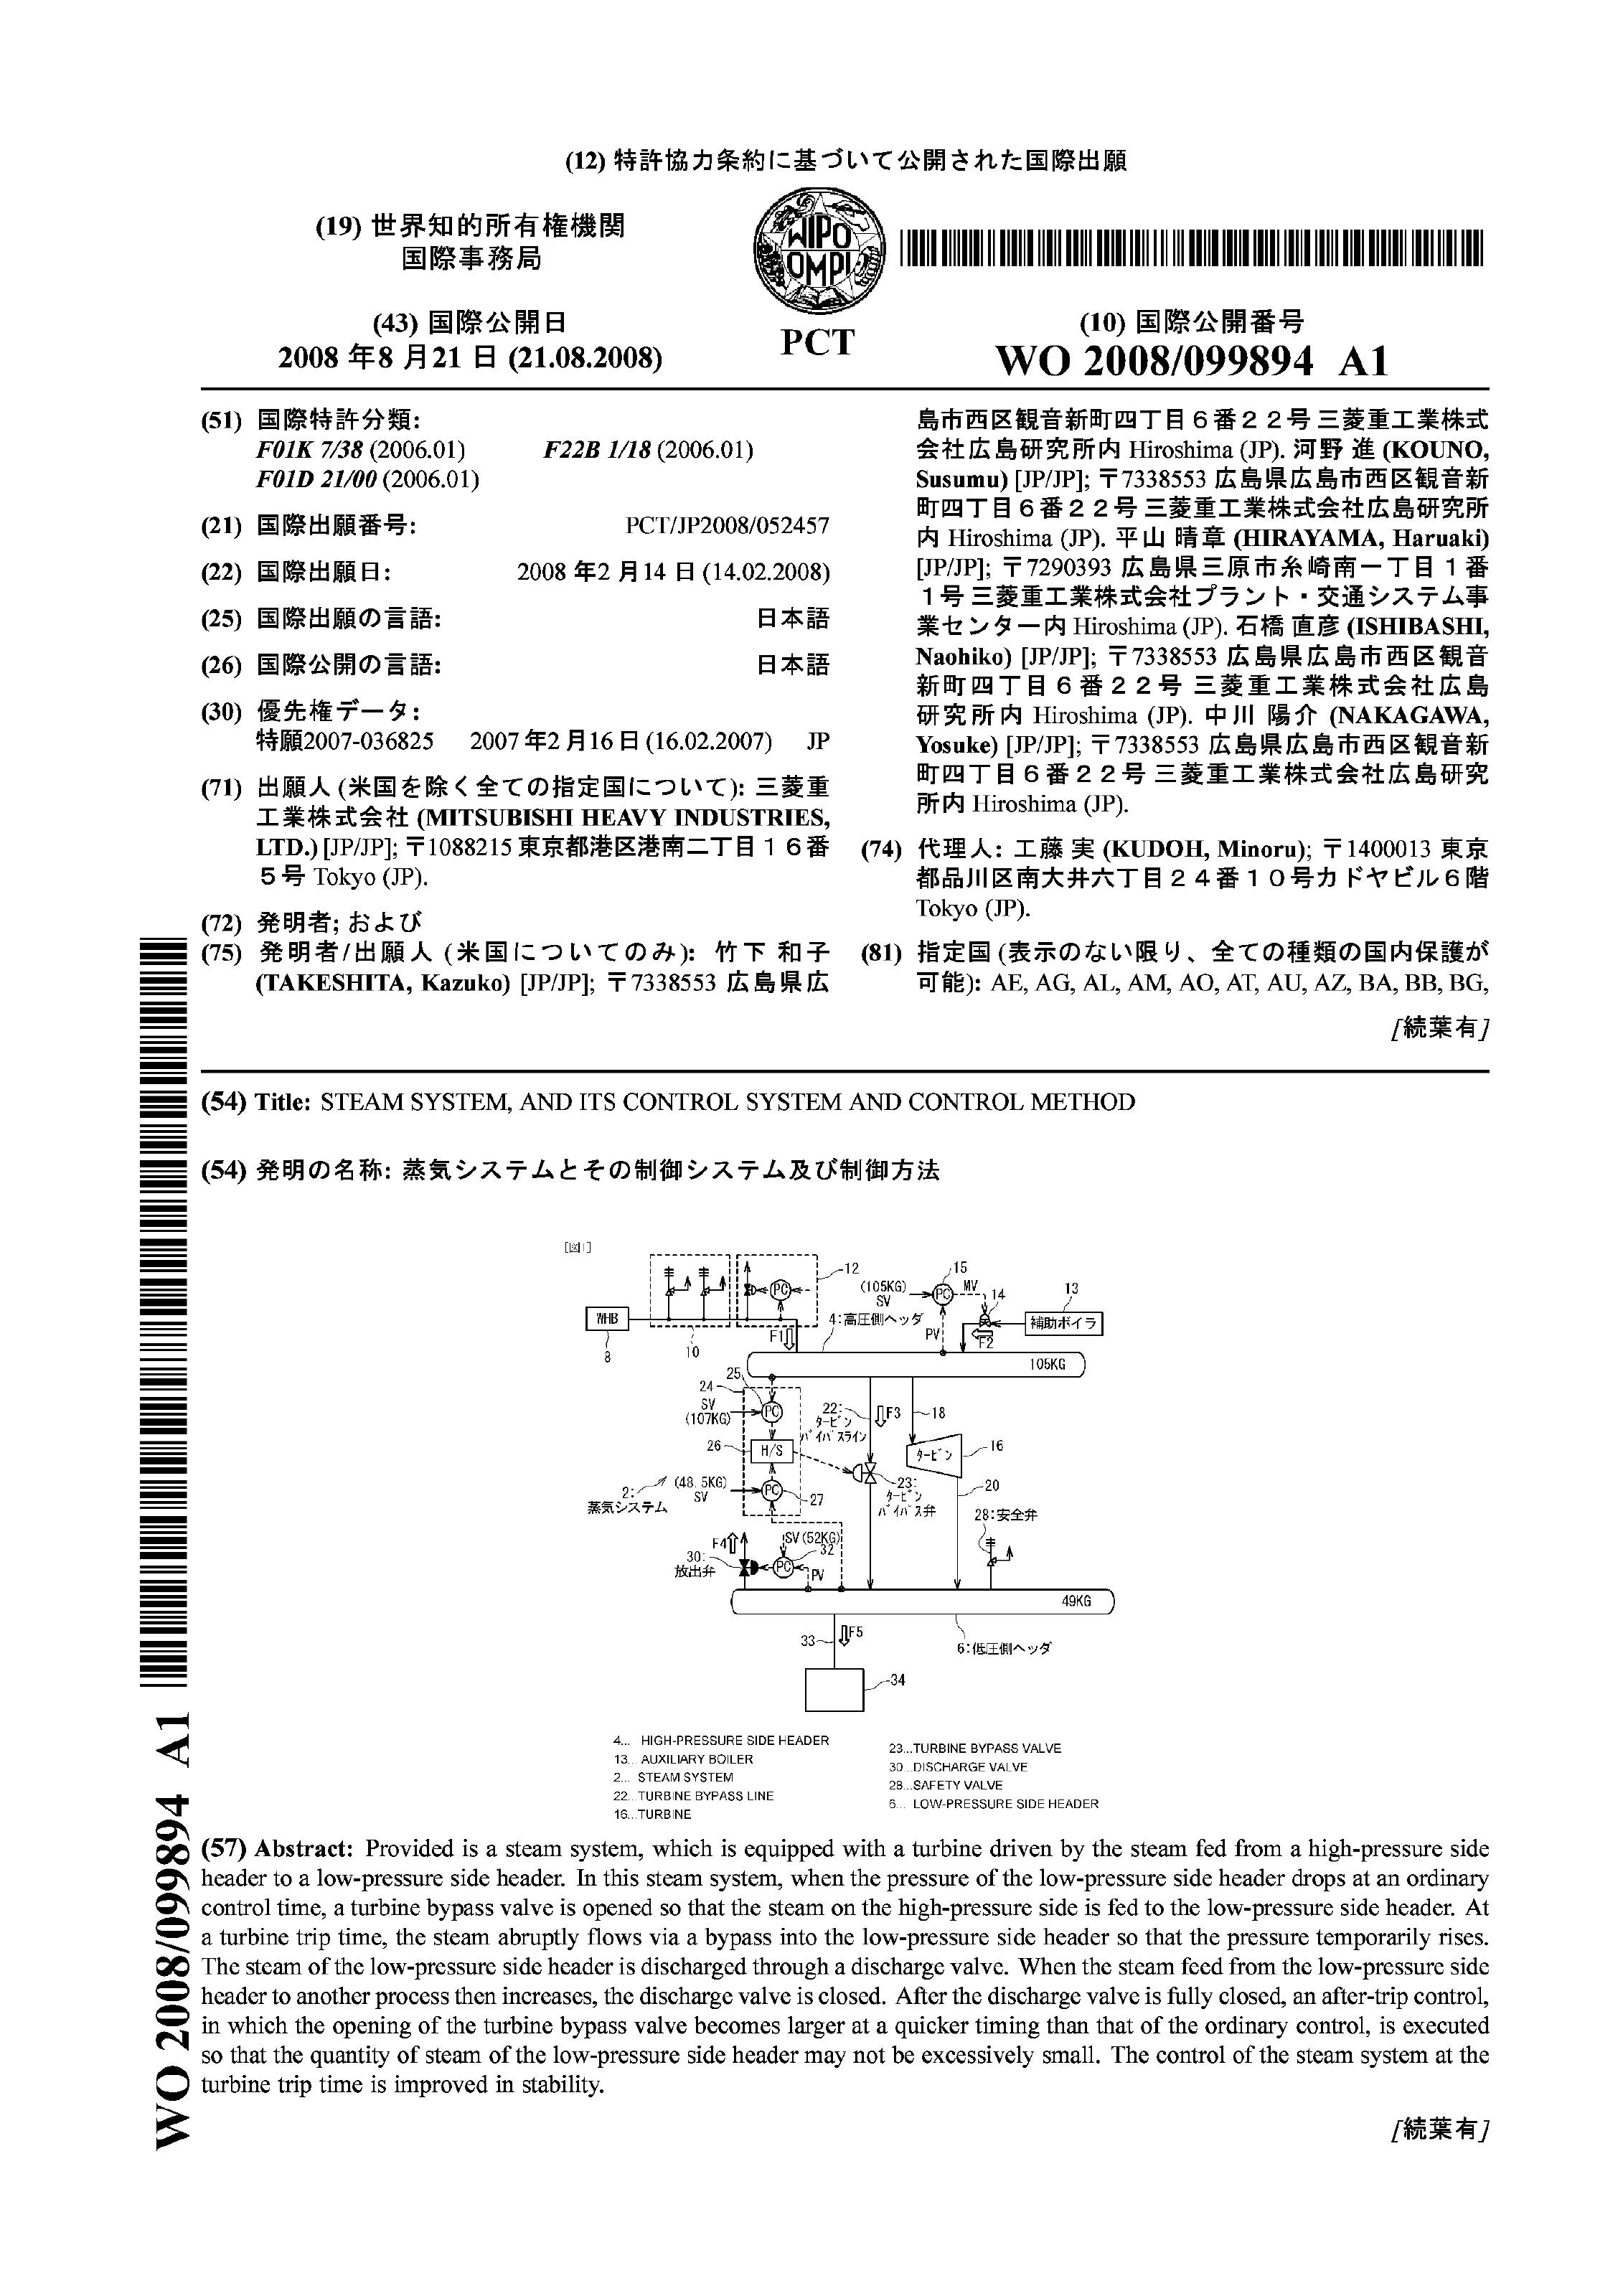 (12) 特許協力条約に基づいて公開された国際出願
(19) 世界知的所有権機関
国際事務局
WIPO
OMPI
PCT
(43) 国際公開日
2008 年8 月21 日 (21.08.2008)
(10) 国際公開番号
WO 2008/099894 A1
(51) 国際特許分類:
F01K 7/38 (2006.01) F22B 1/18 (2006.01)
F01D 21/00 (2006.01)
(21) 国際出願番号: PCT/JP2008/052457
(22) 国際出願日: 2008 年2 月14 日 (14.02.2008)
(25) 国際出願の言語: 日本語
(26) 国際公開の言語: 日本語
(30) 優先権データ:
特願2007-036825 2007 年2 月16 日 (16.02.2007) JP
(71) 出願人 (米国を除く全ての指定国について): 三菱重
工業株式会社 (MITSUBISHI HEAVY INDUSTRIES,
LTD.) [JP/JP]; 〒1088215 東京都港区港南二丁目１６番
５号 Tokyo (JP).
(72) 発明者; および
(75) 発明者/出願人 (米国についてのみ): 竹下 和子
(TAKESHITA, Kazuko) [JP/JP]; 〒7338553 広島県広
島市西区観音新町四丁目６番２２号 三菱重工業株式
会社広島研究所内 Hiroshima (JP). 河野 進 (KOUNO,
Susumu) [JP/JP]; 〒7338553 広島県広島市西区観音新
町四丁目６番２２号 三菱重工業株式会社広島研究所
内 Hiroshima (JP). 平山 晴章 (HIRAYAMA, Haruaki)
[JP/JP]; 〒7290393 広島県三原市糸崎南一丁目１番
１号 三菱重工業株式会社プラント・交通システム事
業センター内 Hiroshima (JP). 石橋 直彦 (ISHIBASHI,
Naohiko) [JP/JP]; 〒7338553 広島県広島市西区観音
新町四丁目６番２２号 三菱重工業株式会社広島
研究所内 Hiroshima (JP). 中川 陽介 (NAKAGAWA,
Yosuke) [JP/JP]; 〒7338553 広島県広島市西区観音新
町四丁目６番２２号 三菱重工業株式会社広島研究
所内 Hiroshima (JP).
(74) 代理人: 工藤 実 (KUDOH, Minoru); 〒1400013 東京
都品川区南大井六丁目２４番１０号カドヤビル６階
Tokyo (JP).
(81) 指定国 (表示のない限り、全ての種類の国内保護が
可能): AE, AG, AL, AM, AO, AT, AU, AZ, BA, BB, BG,
[続葉有]
(54) Title: STEAM SYSTEM, AND ITS CONTROL SYSTEM AND CONTROL METHOD
(54) 発明の名称: 蒸気システムとその制御システム及び制御方法
[図1]
WHB
8
10
PC
12
F1
(105KG)
SV
PC
15
MV
14
13
補助ボイラ
4:高圧側ヘッダ
PV
F2
105KG
25
24
SV
(107KG)
PC
26
H/S
2:
蒸気システム
(48.5KG)
SV
PC
27
22:
ﾀｰﾋﾞﾝ
ﾊﾞｲﾊﾟｽﾗｲﾝ
F3
18
ﾀｰﾋﾞﾝ
16
23:
ﾀｰﾋﾞﾝ
ﾊﾞｲﾊﾟｽ弁
20
28:安全弁
F4
30:
放出弁
SV(52KG)
32
PC
PV
49KG
33
F5
6:低圧側ヘッダ
34
4... HIGH-PRESSURE SIDE HEADER
13... AUXILIARY BOILER
2... STEAM SYSTEM
22...TURBINE BYPASS LINE
16...TURBINE
23...TURBINE BYPASS VALVE
30...DISCHARGE VALVE
28...SAFETY VALVE
6... LOW-PRESSURE SIDE HEADER
(57) Abstract: Provided is a steam system, which is equipped with a turbine driven by the steam fed from a high-pressure side
header to a low-pressure side header. In this steam system, when the pressure of the low-pressure side header drops at an ordinary
control time, a turbine bypass valve is opened so that the steam on the high-pressure side is fed to the low-pressure side header. At
a turbine trip time, the steam abruptly flows via a bypass into the low-pressure side header so that the pressure temporarily rises.
The steam of the low-pressure side header is discharged through a discharge valve. When the steam feed from the low-pressure side
header to another process then increases, the discharge valve is closed. After the discharge valve is fully closed, an after-trip control,
in which the opening of the turbine bypass valve becomes larger at a quicker timing than that of the ordinary control, is executed
so that the quantity of steam of the low-pressure side header may not be excessively small. The control of the steam system at the
turbine trip time is improved in stability.
[続葉有]
WO 2008/099894 A1